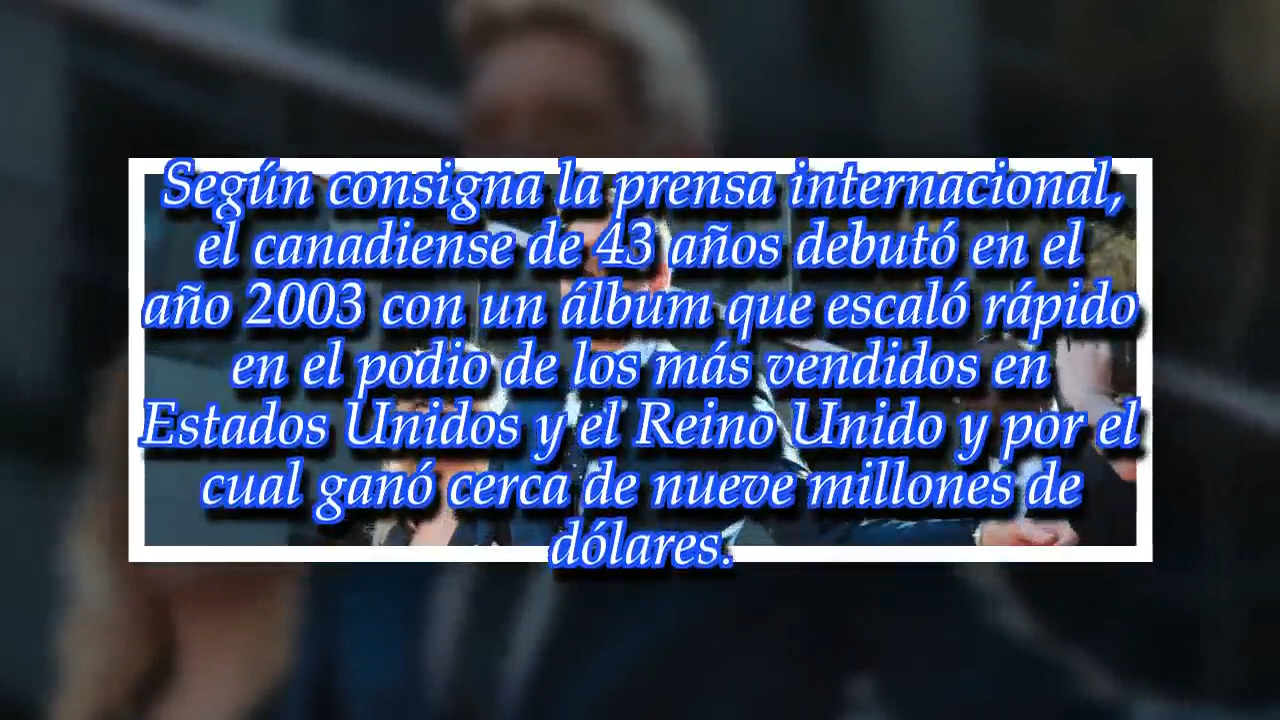 Según consigna la prensa internacional,
el canadiense de 43 años debutó en el
año 2003 con un álbum que escaló rápido
en el podio de los más vendidos en
Estados Unidos y el Reino Unido y por el
cual ganó cerca de nueve millones de
dólares.